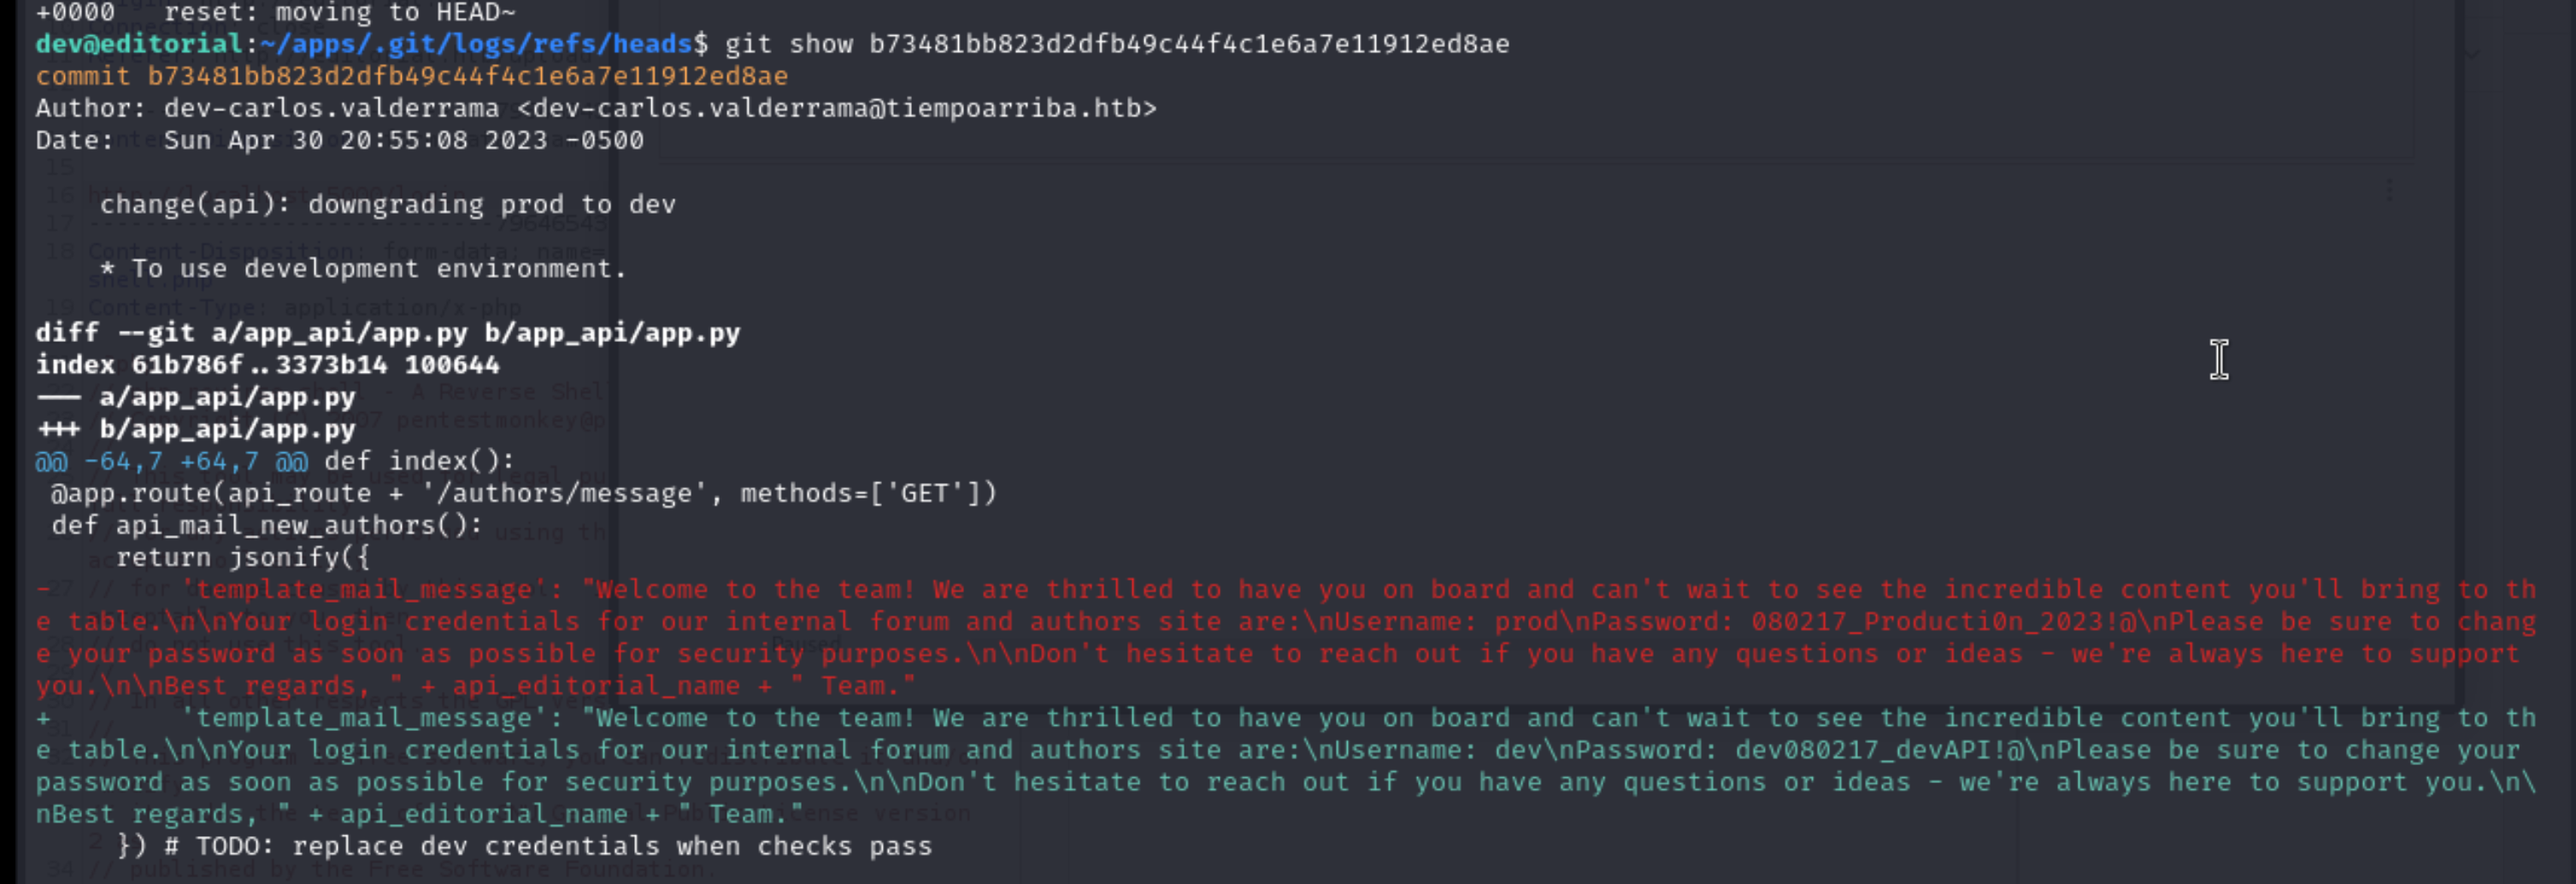 +0000   reset: moving to HEAD~
dev@editorial:~/apps/.git/logs/refs/heads$ git show b73481bb823d2dfb49c44f4c1e6a7e11912ed8ae
commit b73481bb823d2dfb49c44f4c1e6a7e11912ed8ae
Author: dev-carlos.valderrama <dev-carlos.valderrama@tiempoarriba.htb>
Date:   Sun Apr 30 20:55:08 2023 -0500
    change(api): downgrading prod to dev
    * To use development environment.
diff --git a/app_api/app.py b/app_api/app.py
index 61b786f..3373b14 100644
--- a/app_api/app.py
+++ b/app_api/app.py
@@ -64,7 +64,7 @@ def index():
 @app.route(api_route + '/authors/message', methods=['GET'])
 def api_mail_new_authors():
     return jsonify({
-        'template_mail_message': "Welcome to the team! We are thrilled to have you on board and can't wait to see the incredible content you'll bring to th
e table.\n\nYour login credentials for our internal forum and authors site are:\nUsername: prod\nPassword: 080217_Producti0n_2023!@\nPlease be sure to chang
e your password as soon as possible for security purposes.\n\nDon't hesitate to reach out if you have any questions or ideas - we're always here to support
you.\n\nBest regards, " + api_editorial_name + " Team."
+        'template_mail_message': "Welcome to the team! We are thrilled to have you on board and can't wait to see the incredible content you'll bring to th
e table.\n\nYour login credentials for our internal forum and authors site are:\nUsername: dev\nPassword: dev080217_devAPI!@\nPlease be sure to change your
password as soon as possible for security purposes.\n\nDon't hesitate to reach out if you have any questions or ideas - we're always here to support you.\n\
nBest regards, " + api_editorial_name + " Team."
     }) # TODO: replace dev credentials when checks pass